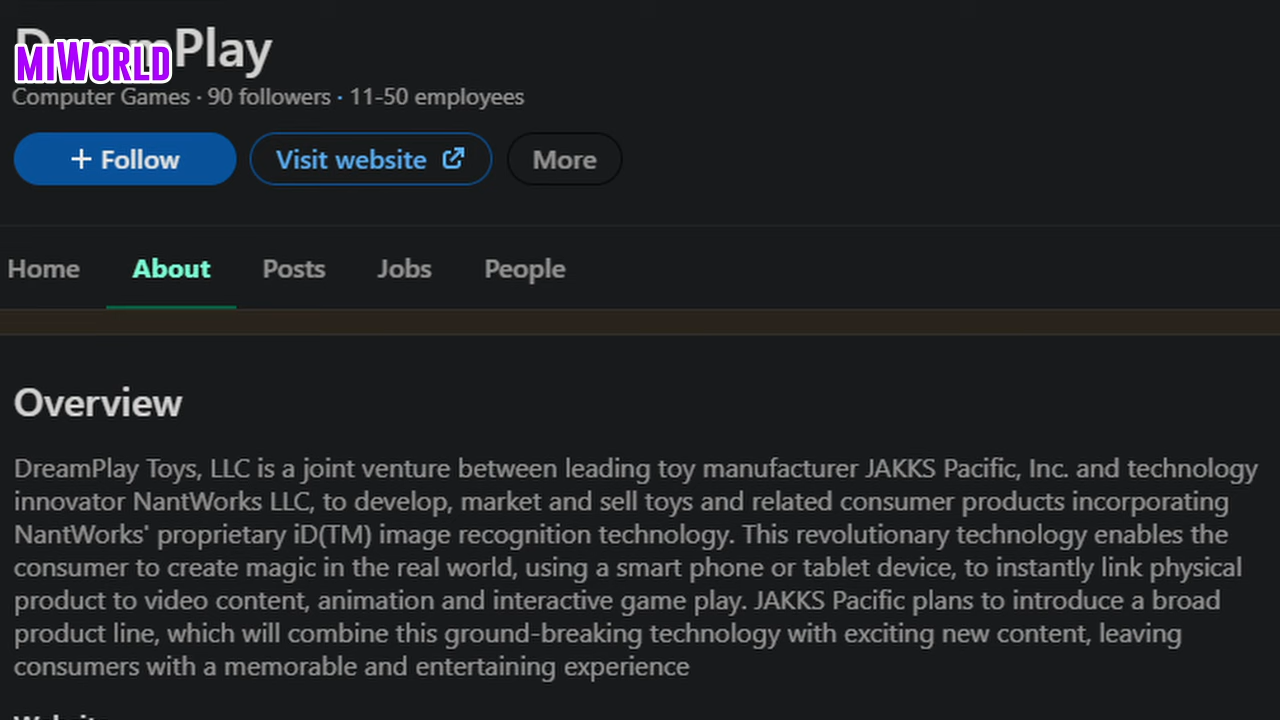 DreamPlay
MIWORLD
Computer Games · 90 followers · 11-50 employees
+ Follow
Visit website
More
Home
About
Posts
Jobs
People
Overview
DreamPlay Toys, LLC is a joint venture between leading toy manufacturer JAKKS Pacific, Inc. and technology
innovator NantWorks LLC, to develop, market and sell toys and related consumer products incorporating
NantWorks' proprietary iD(TM) image recognition technology. This revolutionary technology enables the
consumer to create magic in the real world, using a smart phone or tablet device, to instantly link physical
product to video content, animation and interactive game play. JAKKS Pacific plans to introduce a broad
product line, which will combine this ground-breaking technology with exciting new content, leaving
consumers with a memorable and entertaining experience